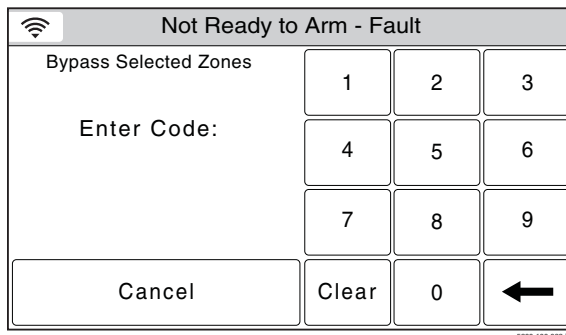 Not Ready to Arm - Fault
Bypass Selected Zones
Enter Code:
1 2 3
4 5 6
7 8 9
Cancel Clear 0